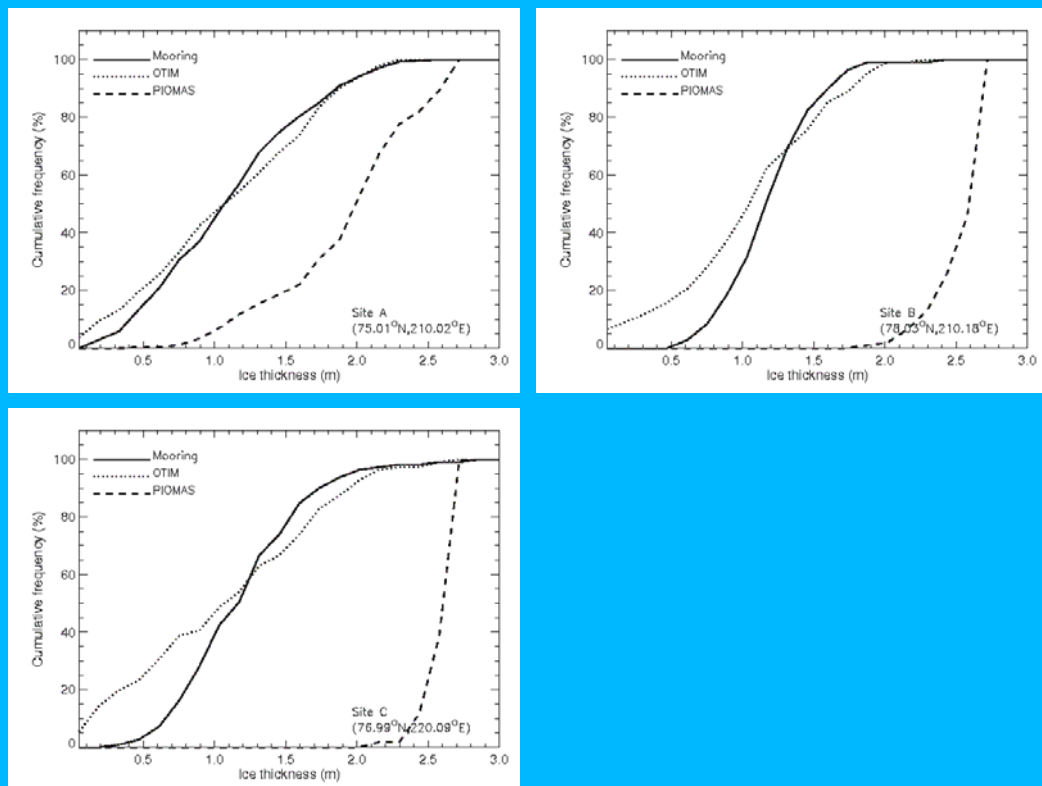 Mooring
OTIM
PIOMAS
Cumulative frequency (%)
100
80
60
40
20
0
Site A
(75.01°N,210.02°E)
0.5 1.0 1.5 2.0 2.5 3.0
Ice thickness (m)
Mooring
OTIM
PIOMAS
Cumulative frequency (%)
100
80
60
40
20
0
Site B
(78.03°N,210.18°E)
0.5 1.0 1.5 2.0 2.5 3.0
Ice thickness (m)
Mooring
OTIM
PIOMAS
Cumulative frequency (%)
100
80
60
40
20
0
Site C
(76.99°N,220.09°E)
0.5 1.0 1.5 2.0 2.5 3.0
Ice thickness (m)